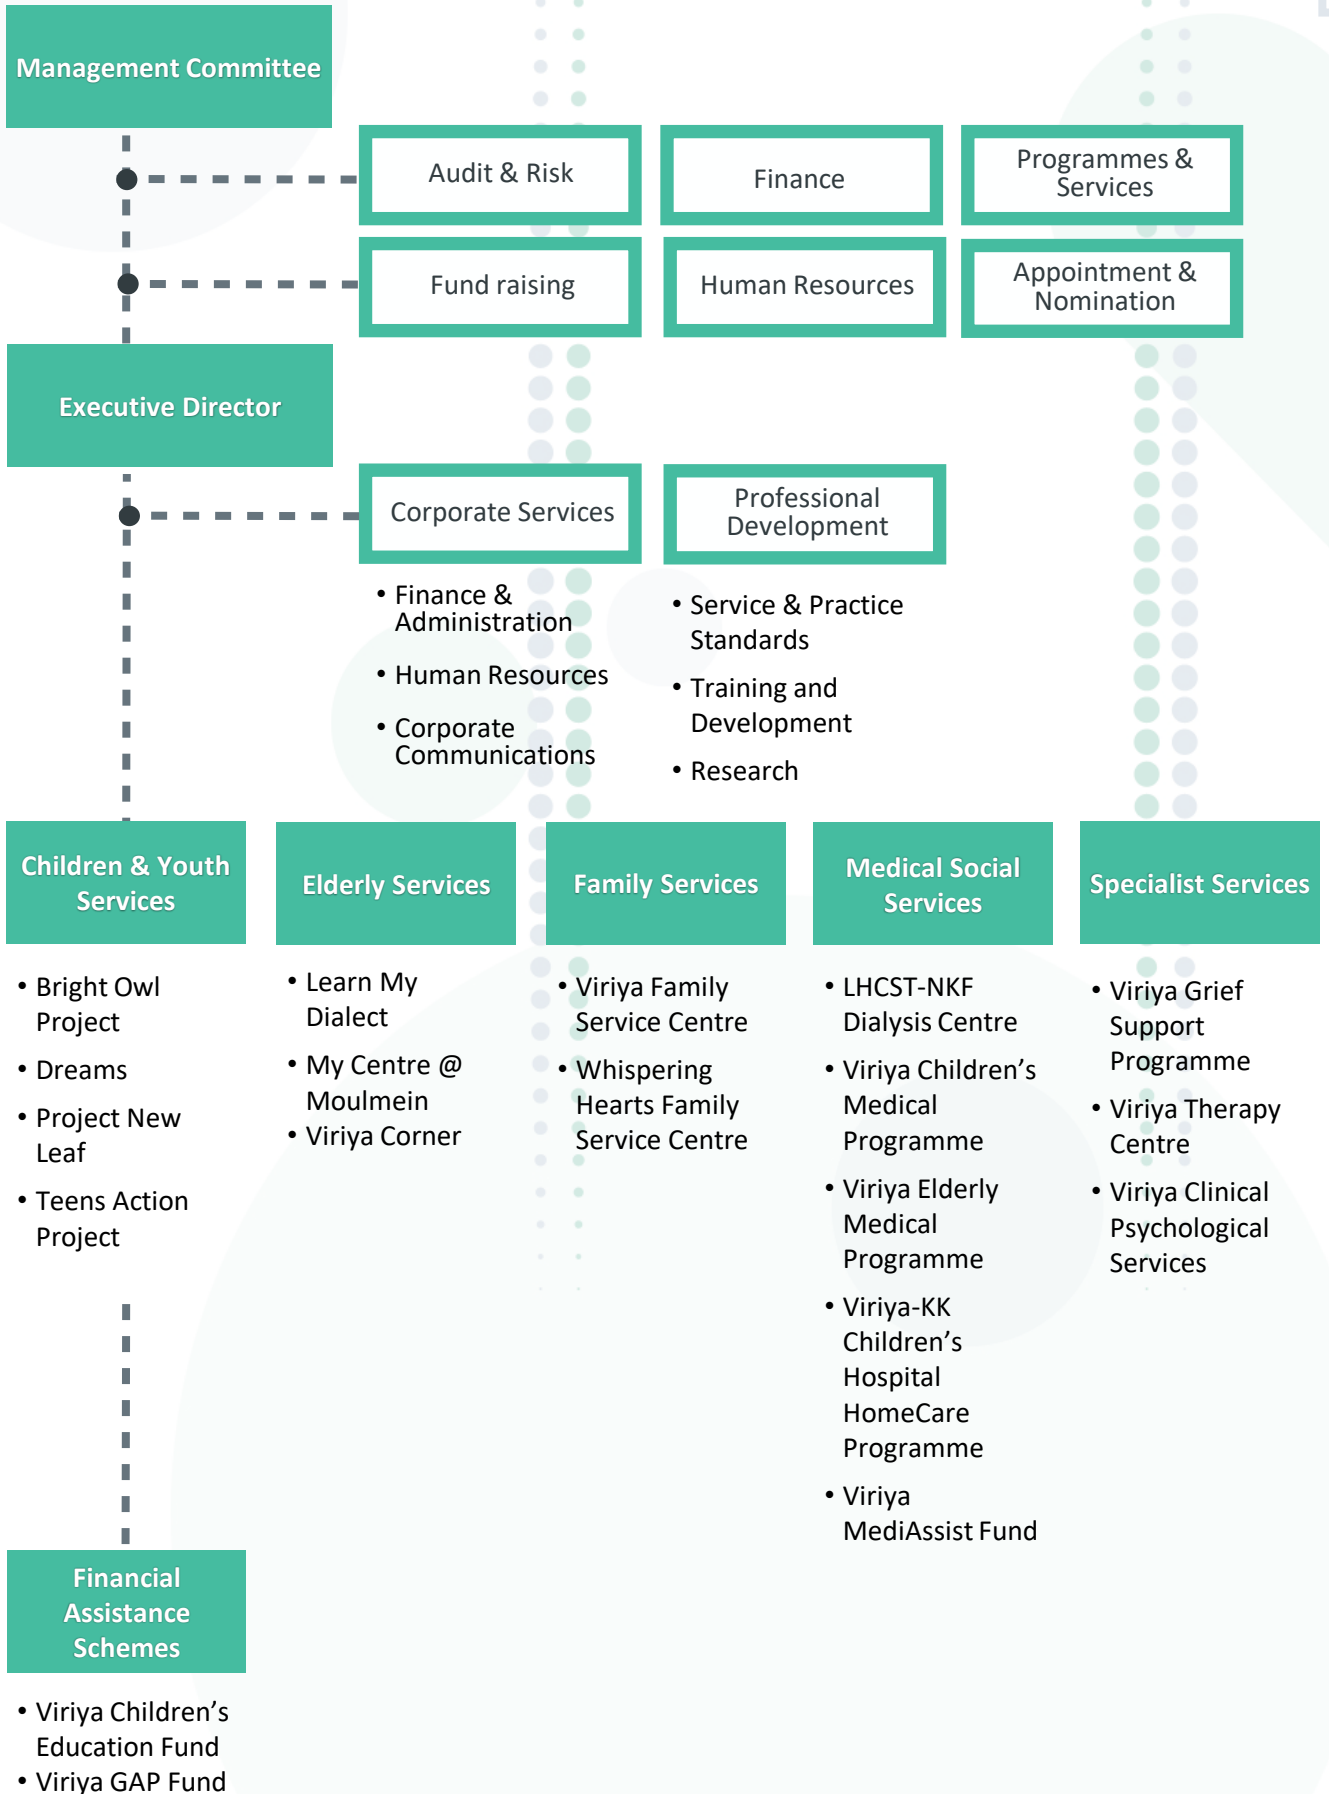 Management Committee
Audit & Risk
Finance
Programmes &
Services
Fund raising
Human Resources
Appointment &
Nomination
Executive Director
Corporate Services
Professional
Development
• Finance &
Administration
• Human Resources
• Corporate
Communications
• Service & Practice
Standards
• Training and
Development
• Research
Children & Youth
Services
• Bright Owl
Project
• Dreams
• Project New
Leaf
• Teens Action
Project
Elderly Services
• Learn My
Dialect
• My Centre @
Moulmein
• Viriya Corner
Family Services
• Viriya Family
Service Centre
• Whispering
Hearts Family
Service Centre
Medical Social
Services
• LHCST-NKF
Dialysis Centre
• Viriya Children’s
Medical
Programme
• Viriya Elderly
Medical
Programme
• Viriya-KK
Children’s
Hospital
HomeCare
Programme
• Viriya
MediAssist Fund
Specialist Services
• Viriya Grief
Support
Programme
• Viriya Therapy
Centre
• Viriya Clinical
Psychological
Services
Financial
Assistance
Schemes
• Viriya Children’s
Education Fund
• Viriya GAP Fund